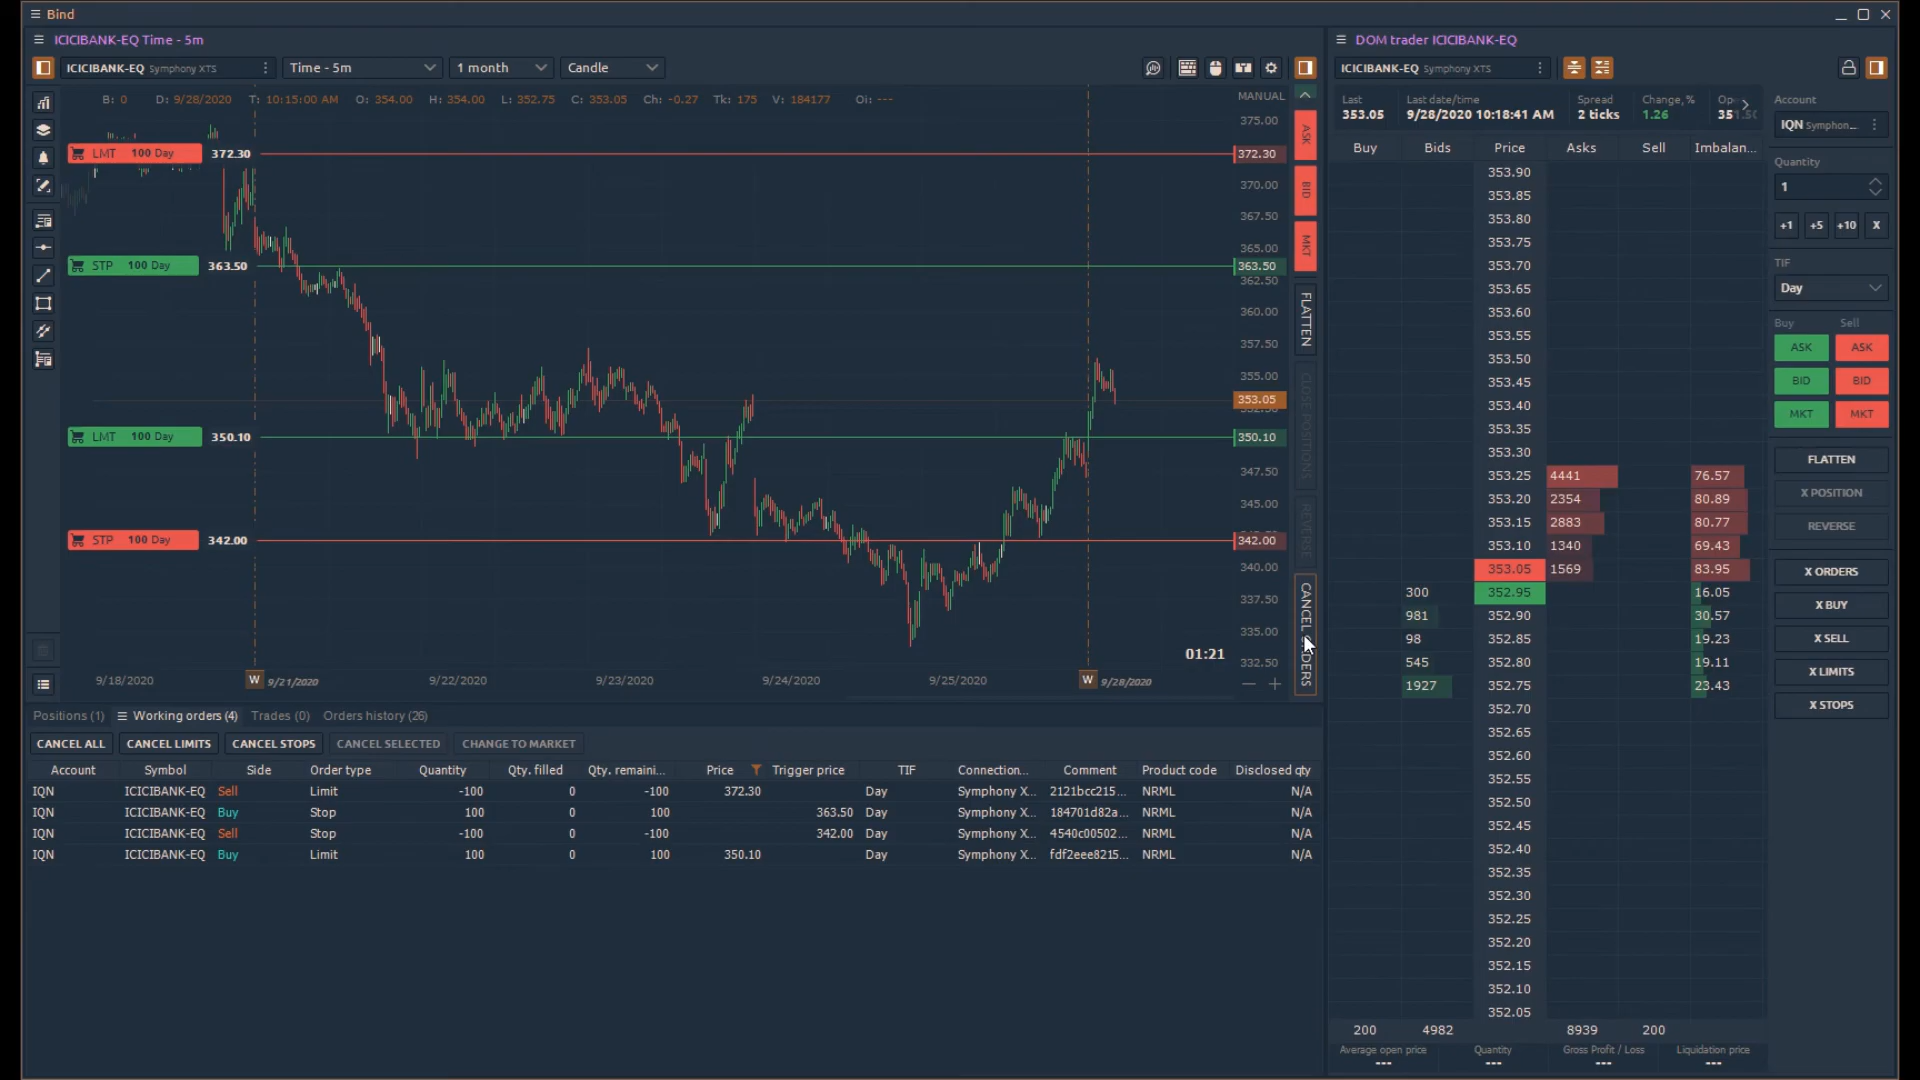 Bind
ICICIBANK-EQ Time - 5m
ICICIBANK-EQ Symphony XTS
Time - 5m
1 month
Candle
B: 0 D: 9/28/2020 T: 10:15:00 AM O: 354.00 H: 354.00 L: 352.75 C: 353.05 Ch: -0.27 Tk: 175 V: 184177 Oi: ---
MANUAL
375.00
LMT 100 Day 372.30
372.30
370.00
367.50
365.00
STP 100 Day 363.50
363.50
362.50
360.00
357.50
355.00
353.05
LMT 100 Day 350.10
350.10
347.50
345.00
STP 100 Day 342.00
342.00
340.00
337.50
335.00
332.50
01:21
9/18/2020 W 9/21/2020 9/22/2020 9/23/2020 9/24/2020 9/25/2020 W 9/28/2020
ASK
BID
MKT
FLATTEN
CLOSE POSITIONS
REVERSE
CANCEL ORDERS
Positions (1) Working orders (4) Trades (0) Orders history (26)
CANCEL ALL CANCEL LIMITS CANCEL STOPS CANCEL SELECTED CHANGE TO MARKET
Account Symbol Side Order type Quantity Qty. filled Qty. remaini... Price Trigger price TIF Connection... Comment Product code Disclosed qty
IQN ICICIBANK-EQ Sell Limit -100 0 -100 372.30 Day Symphony X... 2121bcc215... NRML N/A
IQN ICICIBANK-EQ Buy Stop 100 0 100 363.50 Day Symphony X... 184701d82a... NRML N/A
IQN ICICIBANK-EQ Sell Stop -100 0 -100 342.00 Day Symphony X... 4540c00502... NRML N/A
IQN ICICIBANK-EQ Buy Limit 100 0 100 350.10 Day Symphony X... fdf2eee8215... NRML N/A
DOM trader ICICIBANK-EQ
ICICIBANK-EQ Symphony XTS
Last Last date/time Spread Change, %
353.05 9/28/2020 10:18:41 AM 2 ticks 1.26
Buy Bids Price Asks Sell Imbalan...
353.90
353.85
353.80
353.75
353.70
353.65
353.60
353.55
353.50
353.45
353.40
353.35
353.30
353.25 4441 76.57
353.20 2354 80.89
353.15 2883 80.77
353.10 1340 69.43
353.05 1569 83.95
300 352.95 16.05
981 352.90 30.57
98 352.85 19.23
545 352.80 19.11
1927 352.75 23.43
352.70
352.65
352.60
352.55
352.50
352.45
352.40
352.35
352.30
352.25
352.20
352.15
352.10
352.05
200 4982 8939 200
Average open price Quantity Gross Profit / Loss Liquidation price
--- --- --- ---
Account
IQN Symphon...
Quantity
1
+1 +5 +10 X
TIF
Day
Buy Sell
ASK ASK
BID BID
MKT MKT
FLATTEN
X POSITION
REVERSE
X ORDERS
X BUY
X SELL
X LIMITS
X STOPS